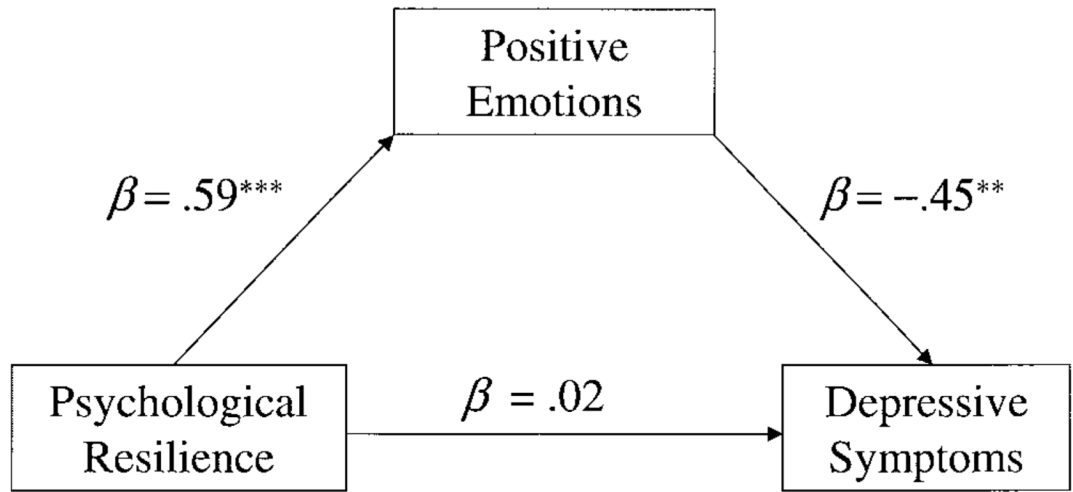 Positive
Emotions
β = .59***
β = –.45**
Psychological
Resilience
β = .02
Depressive
Symptoms